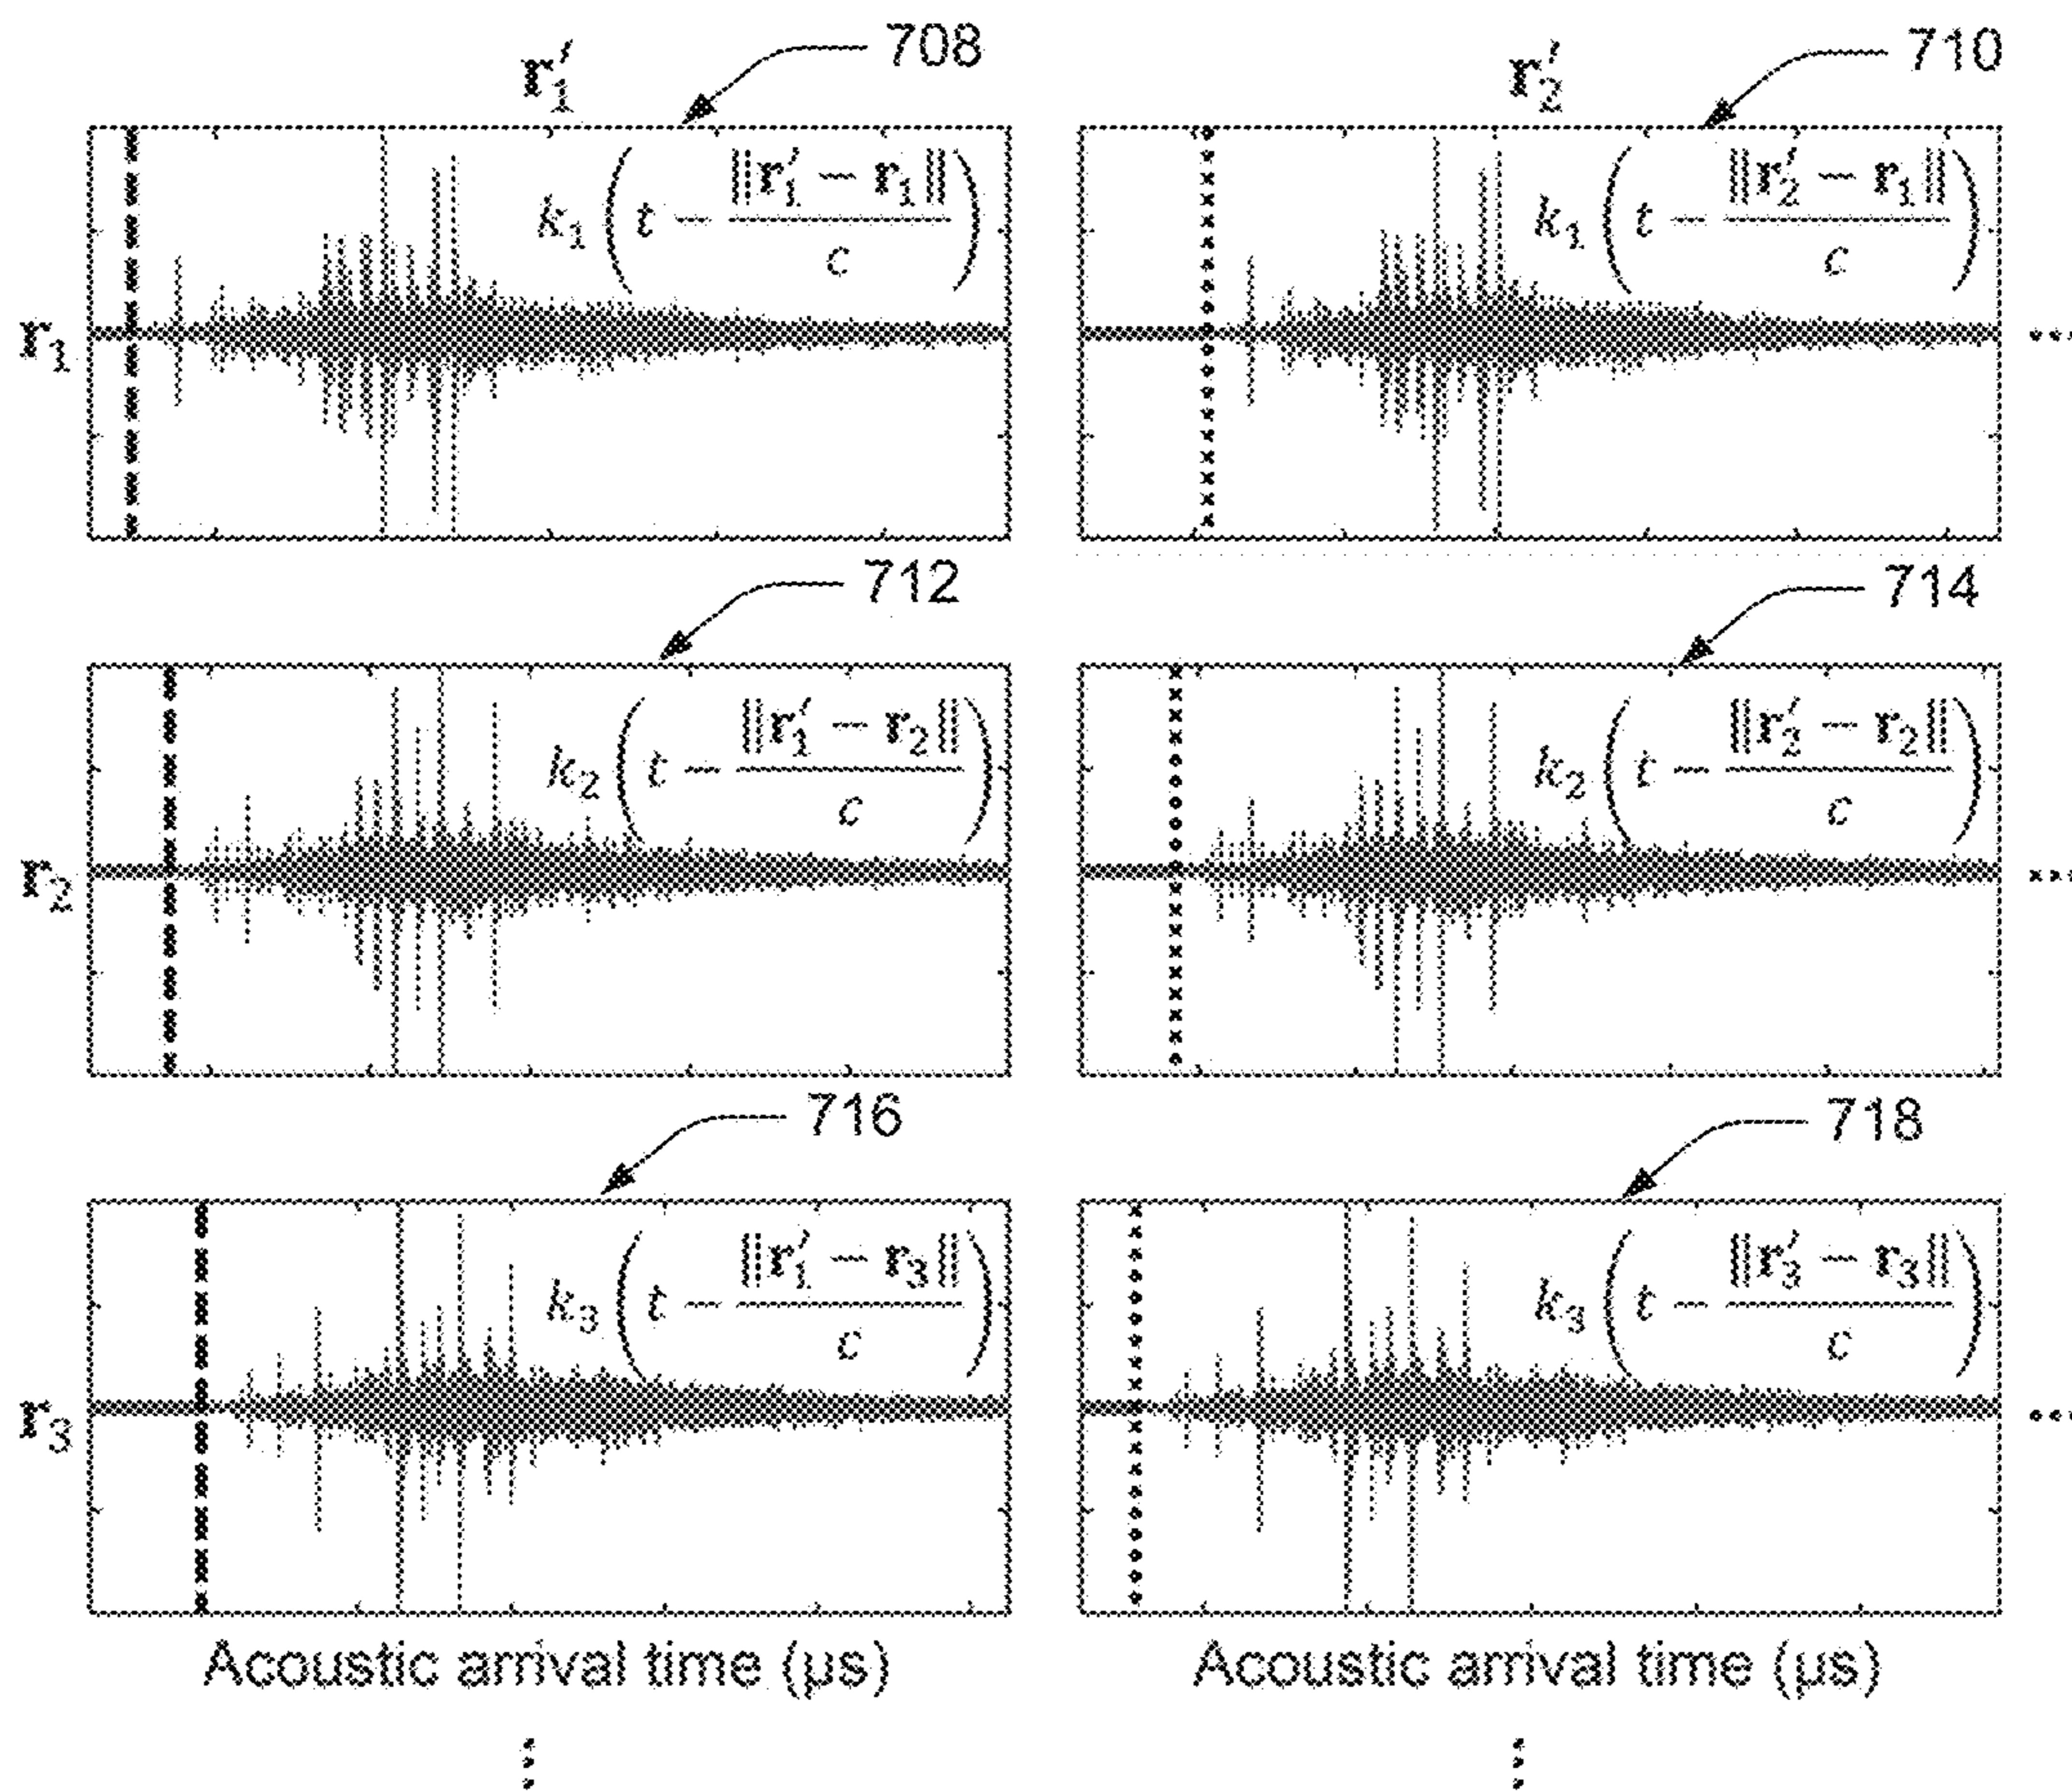 r′₁ 708
r′₂ 710
k₁(t − ‖r′₁ − r₁‖ / c)
k₁(t − ‖r′₂ − r₁‖ / c)
r₁
...
712
714
k₂(t − ‖r′₁ − r₂‖ / c)
k₂(t − ‖r′₂ − r₂‖ / c)
r₂
...
716
718
k₃(t − ‖r′₁ − r₃‖ / c)
k₃(t − ‖r′₃ − r₃‖ / c)
r₃
...
Acoustic arrival time (μs)
Acoustic arrival time (μs)
⋮
⋮